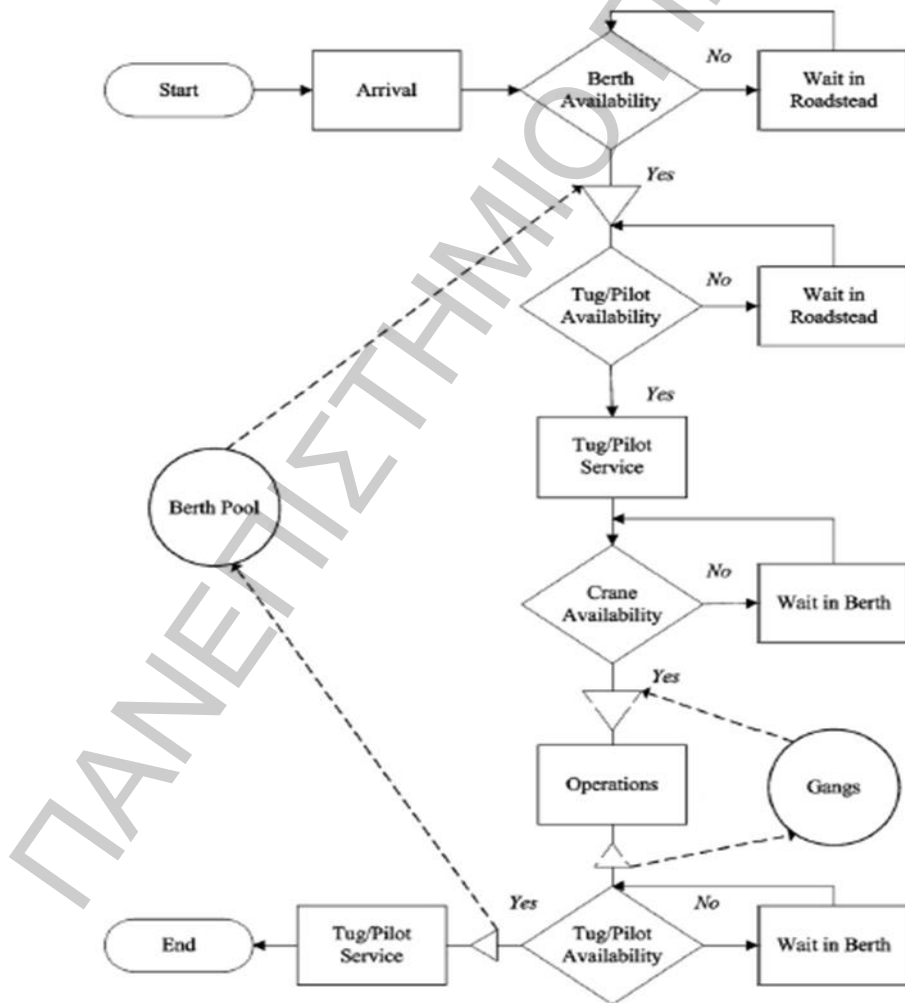 Start
Arrival
Berth
Availability
No
Wait in
Roadstead
Yes
Tug/Pilot
Availability
No
Wait in
Roadstead
Yes
Tug/Pilot
Service
Berth Pool
Crane
Availability
No
Wait in Berth
Yes
Operations
Gangs
End
Tug/Pilot
Service
Yes
Tug/Pilot
Availability
No
Wait in Berth
ΠΑΝΕΠΙΣΤΗΜΙΟ